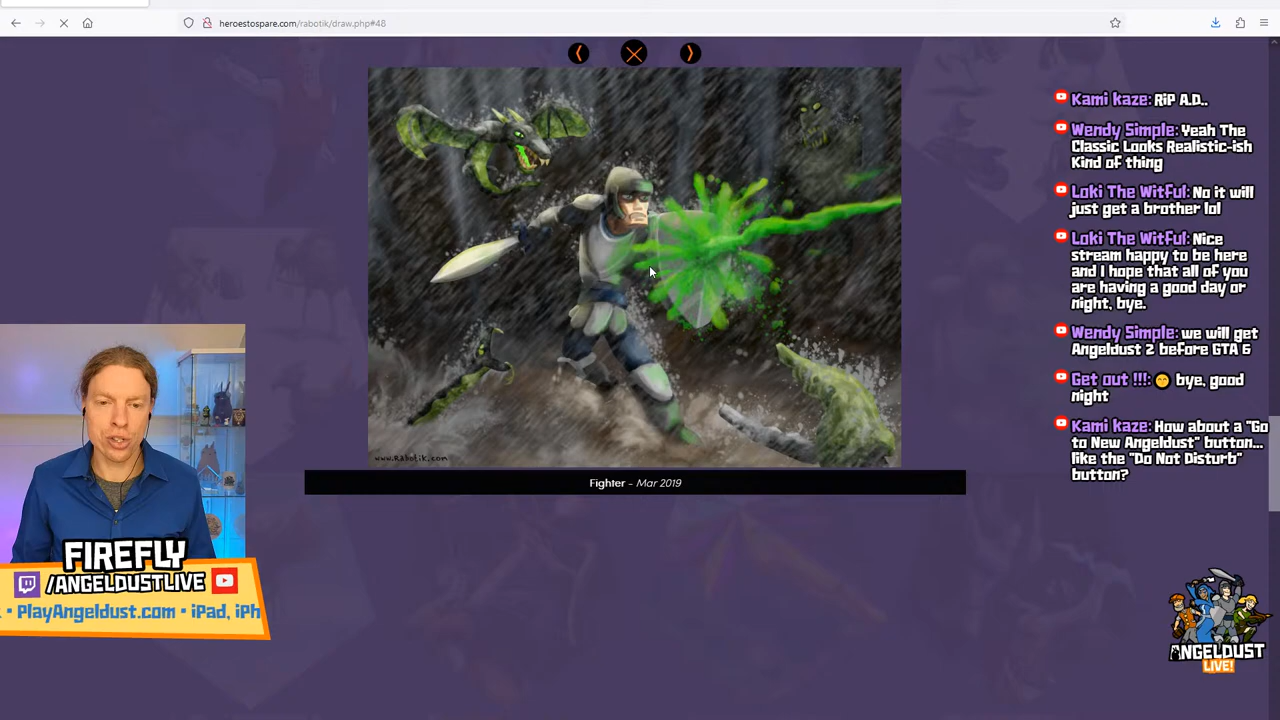 heroestospare.com/rabotik/draw.php#48
Kami kaze: RiP A.D..
Wendy Simple: Yeah The
Classic Looks Realistic-ish
Kind of thing
Loki The Witful: No it will
just get a brother lol
Loki The Witful: Nice
stream happy to be here
and I hope that all of you
are having a good day or
night, bye.
Wendy Simple: we will get
Angeldust 2 before GTA 6
Get out !!!: bye, good
night
Kami kaze: How about a "Go
to New Angeldust" button...
like the "Do Not Disturb"
button?
www.Rabotik.com
Fighter - Mar 2019
FIREFLY
/ANGELDUSTLIVE
• PlayAngeldust.com • iPad, iPh
ANGELDUST
LIVE!